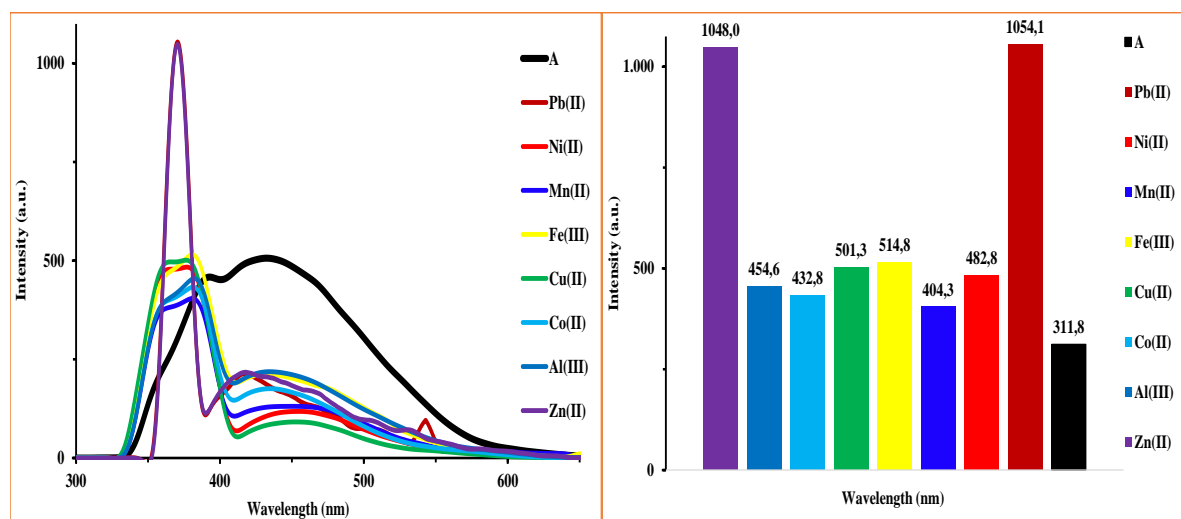 1000
500
0
300
400
500
600
Intensity (a.u.)
Wavelength (nm)
A
Pb(II)
Ni(II)
Mn(II)
Fe(III)
Cu(II)
Co(II)
Al(III)
Zn(II)
1.000
500
0
Intensity (a.u.)
Wavelength (nm)
1048,0
454,6
432,8
501,3
514,8
404,3
482,8
1054,1
311,8
A
Pb(II)
Ni(II)
Mn(II)
Fe(III)
Cu(II)
Co(II)
Al(III)
Zn(II)